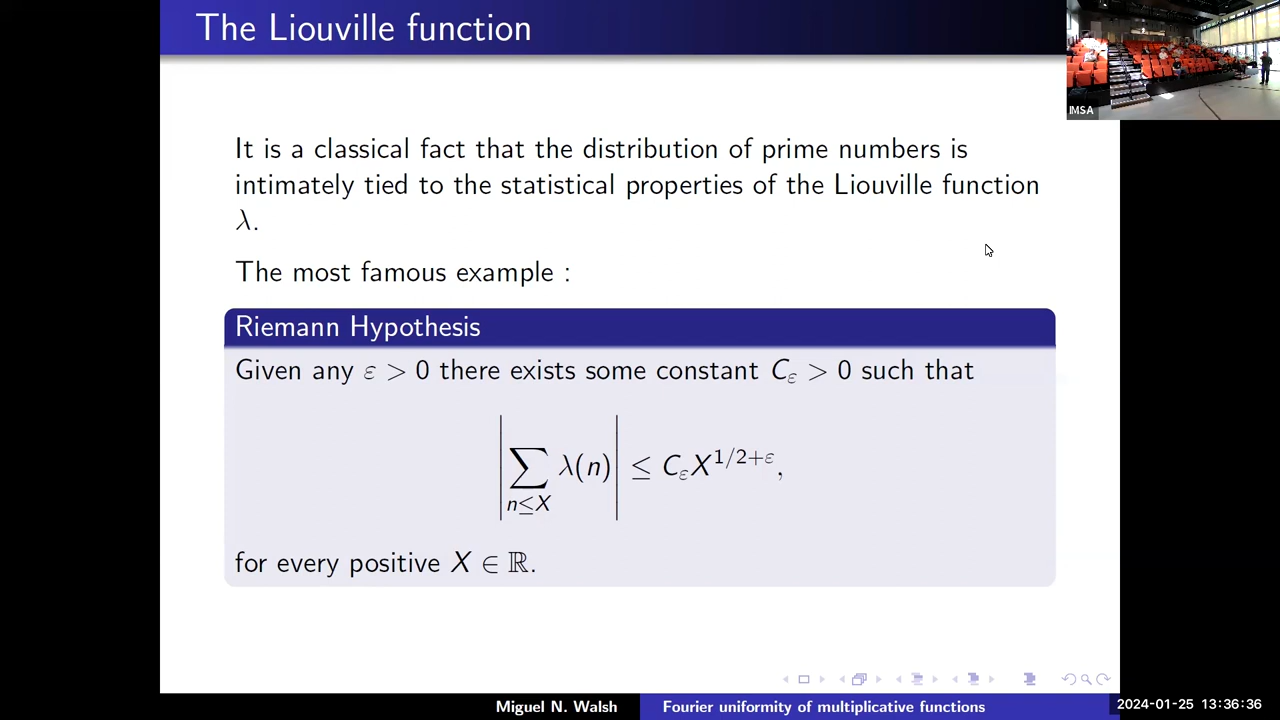 The Liouville function
IMSA
It is a classical fact that the distribution of prime numbers is
intimately tied to the statistical properties of the Liouville function
λ.
The most famous example :
Riemann Hypothesis
Given any ε > 0 there exists some constant C_ε > 0 such that
|∑_{n≤X} λ(n)| ≤ C_ε X^{1/2+ε},
for every positive X ∈ ℝ.
Miguel N. Walsh
Fourier uniformity of multiplicative functions
2024-01-25 13:36:36